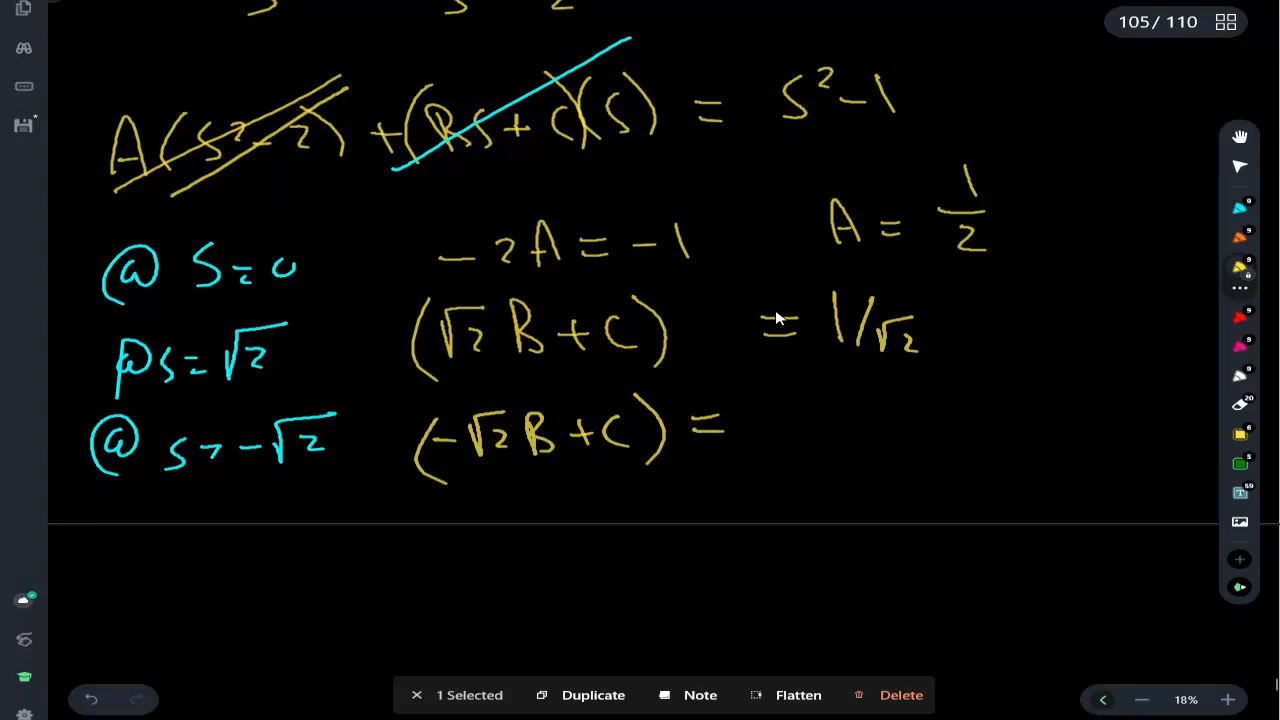 105/ 110
A(s²-2) +(Bs+C)(s) = s²-1
@ s=0 -2A=-1 A = 1/2
@ s=√2 (√2 B+C) = 1/√2
@ s=-√2 (-√2 B+C) =
1 Selected Duplicate Note Flatten Delete
18%